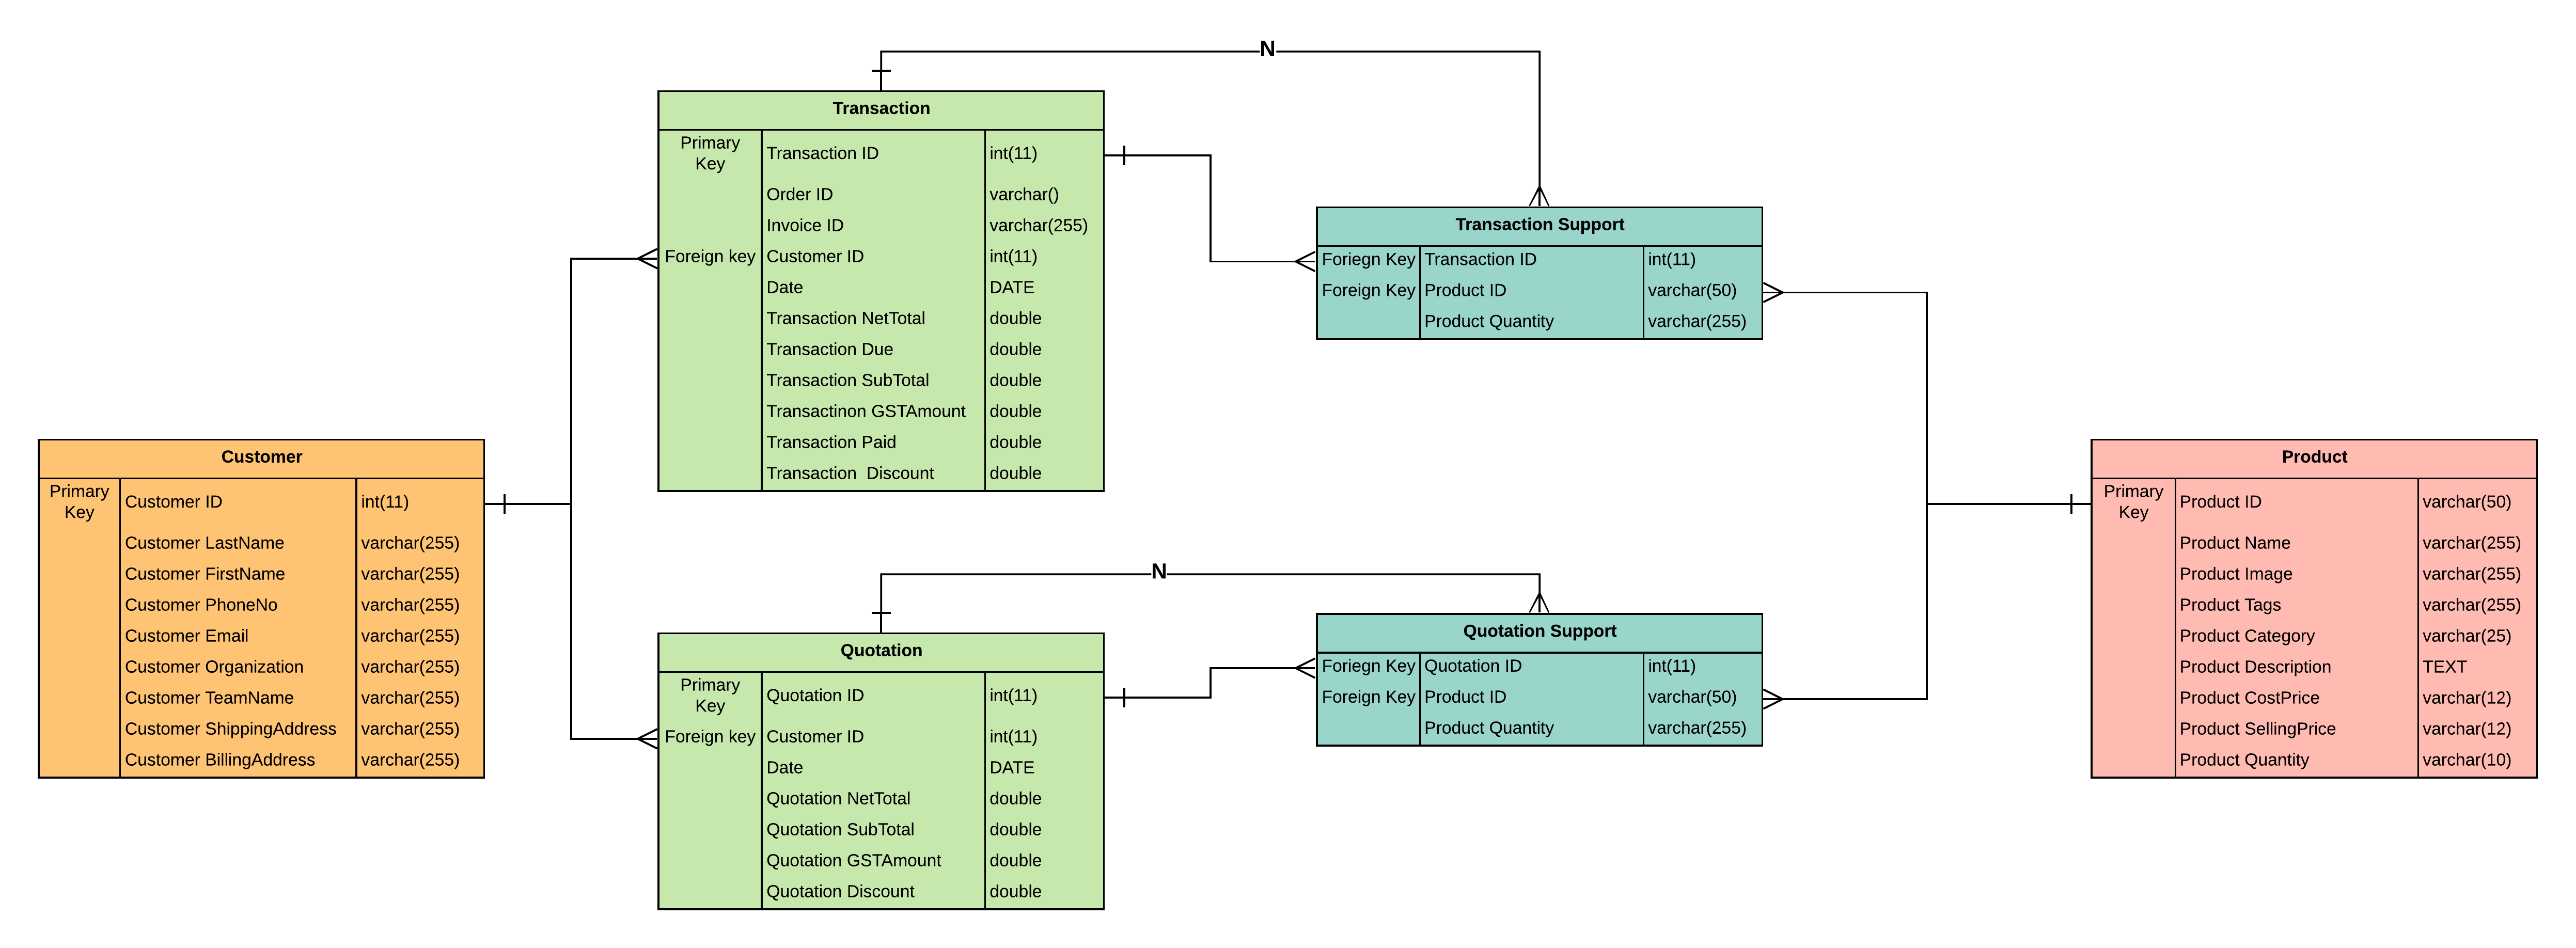 N
Transaction
Primary
Key
Transaction ID int(11)
Order ID varchar()
Invoice ID varchar(255)
Foreign key Customer ID int(11)
Date DATE
Transaction NetTotal double
Transaction Due double
Transaction SubTotal double
Transactinon GSTAmount double
Transaction Paid double
Transaction Discount double
Transaction Support
Foriegn Key Transaction ID int(11)
Foreign Key Product ID varchar(50)
Product Quantity varchar(255)
Customer
Primary
Key
Customer ID int(11)
Customer LastName varchar(255)
Customer FirstName varchar(255)
Customer PhoneNo varchar(255)
Customer Email varchar(255)
Customer Organization varchar(255)
Customer TeamName varchar(255)
Customer ShippingAddress varchar(255)
Customer BillingAddress varchar(255)
N
Quotation
Primary
Key
Quotation ID int(11)
Foreign key Customer ID int(11)
Date DATE
Quotation NetTotal double
Quotation SubTotal double
Quotation GSTAmount double
Quotation Discount double
Quotation Support
Foriegn Key Quotation ID int(11)
Foreign Key Product ID varchar(50)
Product Quantity varchar(255)
Product
Primary
Key
Product ID varchar(50)
Product Name varchar(255)
Product Image varchar(255)
Product Tags varchar(255)
Product Category varchar(25)
Product Description TEXT
Product CostPrice varchar(12)
Product SellingPrice varchar(12)
Product Quantity varchar(10)